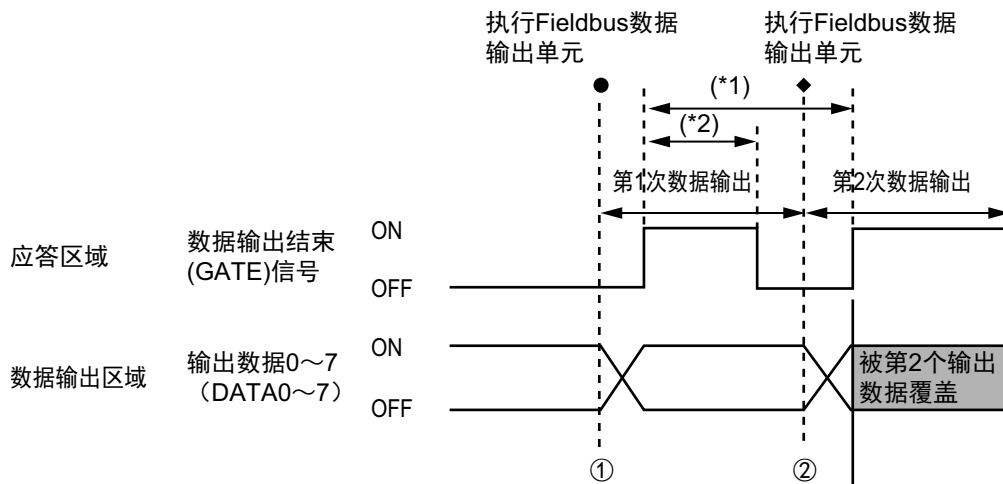 执行Fieldbus数据
输出单元
执行Fieldbus数据
输出单元
(*1)
(*2)
第1次数据输出
第2次数据输出
应答区域
数据输出结束
(GATE)信号
ON
OFF
数据输出区域
输出数据0～7
（DATA0～7）
ON
OFF
被第2个输出
数据覆盖
①
②